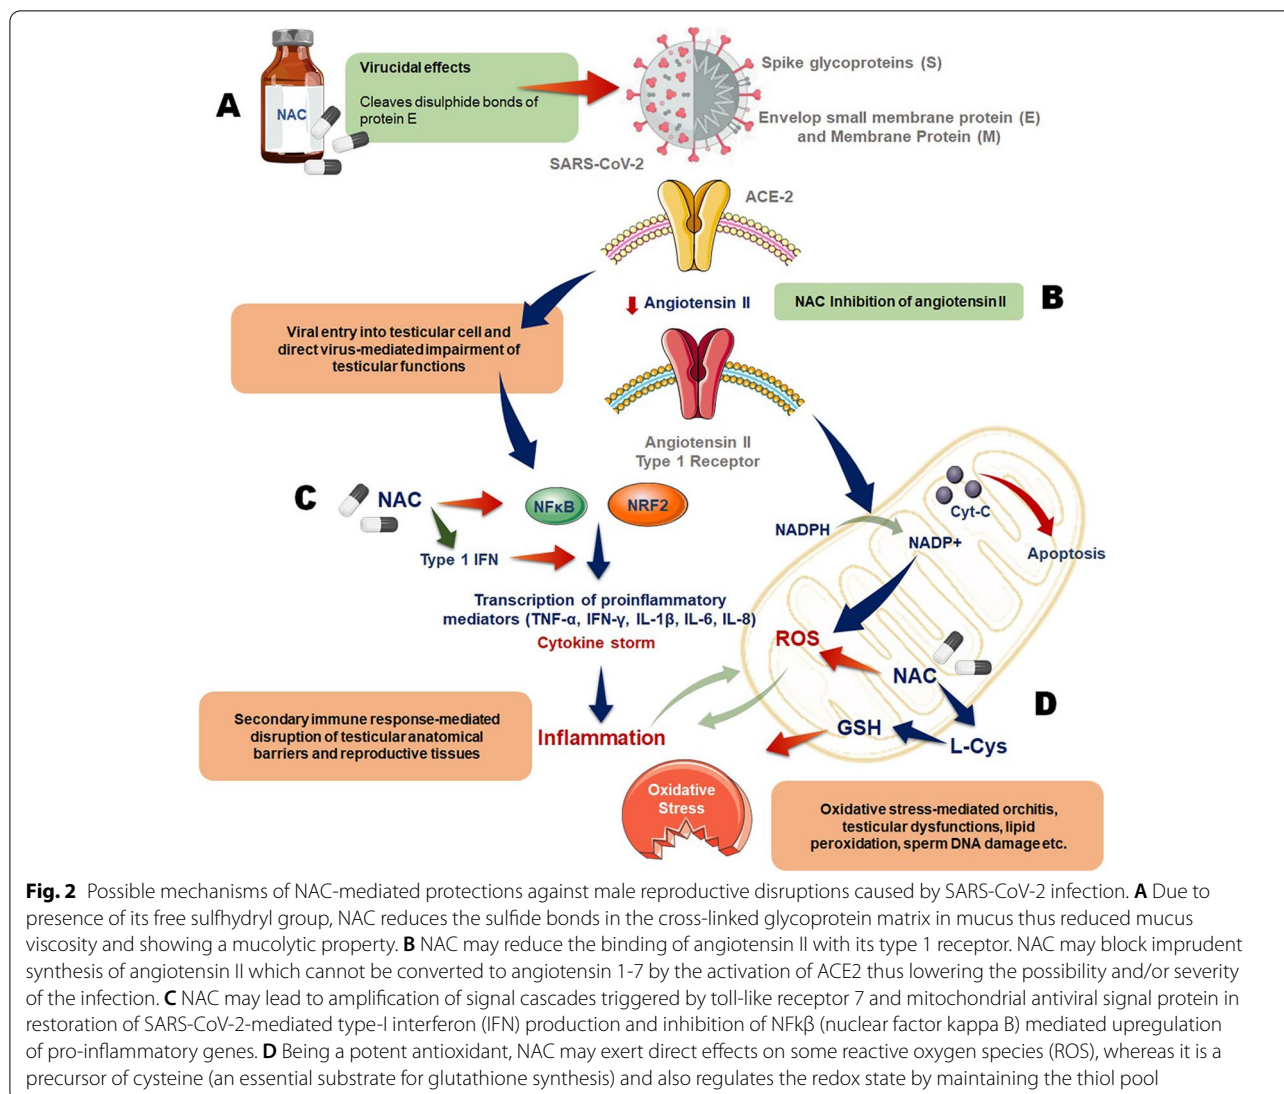 A
NAC
Virucidal effects
Cleaves disulphide bonds of
protein E
Spike glycoproteins (S)
Envelop small membrane protein (E)
and Membrane Protein (M)
SARS-CoV-2
ACE-2
Angiotensin II
NAC Inhibition of angiotensin II
B
Viral entry into testicular cell and
direct virus-mediated impairment of
testicular functions
Angiotensin II
Type 1 Receptor
C
NAC
NFκB
NRF2
Type 1 IFN
NADPH
NADP+
Cyt-C
Apoptosis
Transcription of proinflammatory
mediators (TNF-α, IFN-γ, IL-1β, IL-6, IL-8)
Cytokine storm
ROS
NAC
D
GSH
L-Cys
Secondary immune response-mediated
disruption of testicular anatomical
barriers and reproductive tissues
Inflammation
Oxidative
Stress
Oxidative stress-mediated orchitis,
testicular dysfunctions, lipid
peroxidation, sperm DNA damage etc.
Fig. 2 Possible mechanisms of NAC-mediated protections against male reproductive disruptions caused by SARS-CoV-2 infection. A Due to
presence of its free sulfhydryl group, NAC reduces the sulfide bonds in the cross-linked glycoprotein matrix in mucus thus reduced mucus
viscosity and showing a mucolytic property. B NAC may reduce the binding of angiotensin II with its type 1 receptor. NAC may block imprudent
synthesis of angiotensin II which cannot be converted to angiotensin 1-7 by the activation of ACE2 thus lowering the possibility and/or severity
of the infection. C NAC may lead to amplification of signal cascades triggered by toll-like receptor 7 and mitochondrial antiviral signal protein in
restoration of SARS-CoV-2-mediated type-I interferon (IFN) production and inhibition of NFkβ (nuclear factor kappa B) mediated upregulation
of pro-inflammatory genes. D Being a potent antioxidant, NAC may exert direct effects on some reactive oxygen species (ROS), whereas it is a
precursor of cysteine (an essential substrate for glutathione synthesis) and also regulates the redox state by maintaining the thiol pool